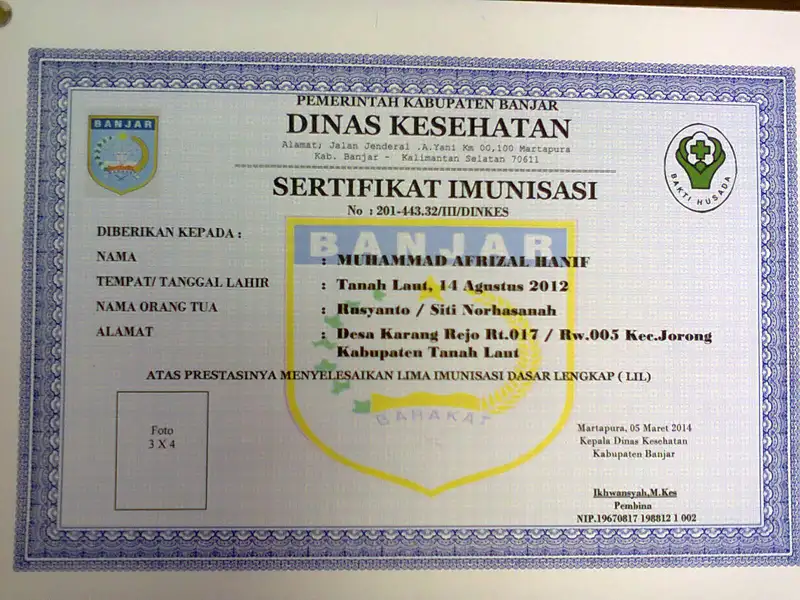 PEMERINTAH KABUPATEN BANJAR
DINAS KESEHATAN
Alamat; Jalan Jenderal .A.Yani Km 00,100 Martapura
Kab. Banjar - Kalimantan Selatan 70611
BANJAR
BAKTI HUSADA
SERTIFIKAT IMUNISASI
No : 201-443.32/III/DINKES
DIBERIKAN KEPADA :
BANJAR
NAMA : MUHAMMAD AFRIZAL HANIF
TEMPAT/ TANGGAL LAHIR : Tanah Laut, 14 Agustus 2012
NAMA ORANG TUA : Rusyanto / Siti Norhasanah
ALAMAT : Desa Karang Rejo Rt.017 / Rw.005 Kec.Jorong
Kabupaten Tanah Laut
ATAS PRESTASINYA MENYELESAIKAN LIMA IMUNISASI DASAR LENGKAP ( LIL)
BARAKAT
Foto
3 X 4
Martapura, 05 Maret 2014
Kepala Dinas Kesehatan
Kabupaten Banjar
Ikhwansyah,M.Kes
Pembina
NIP.19670817 198812 1 002